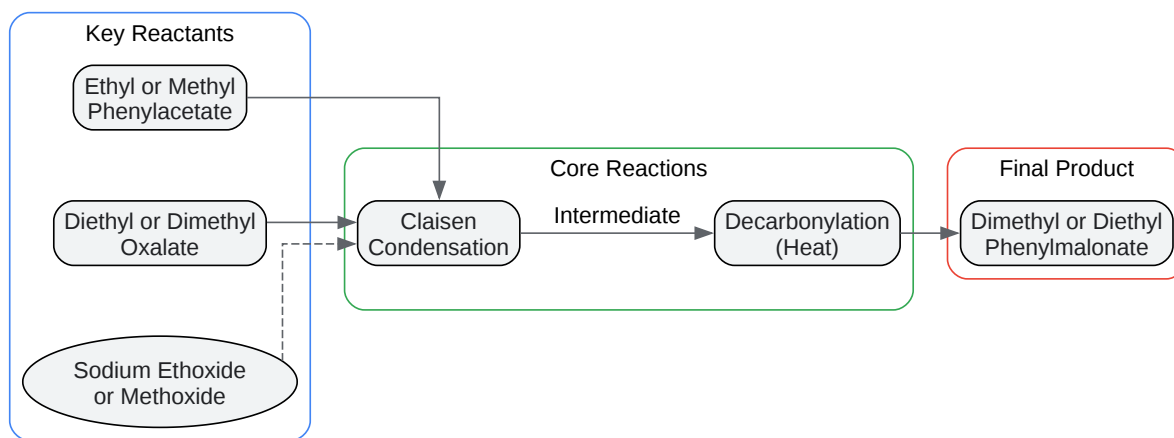 Key Reactants
Ethyl or Methyl
Phenylacetate
Diethyl or Dimethyl
Oxalate
Sodium Ethoxide
or Methoxide
Core Reactions
Claisen
Condensation
Intermediate
Decarbonylation
(Heat)
Final Product
Dimethyl or Diethyl
Phenylmalonate